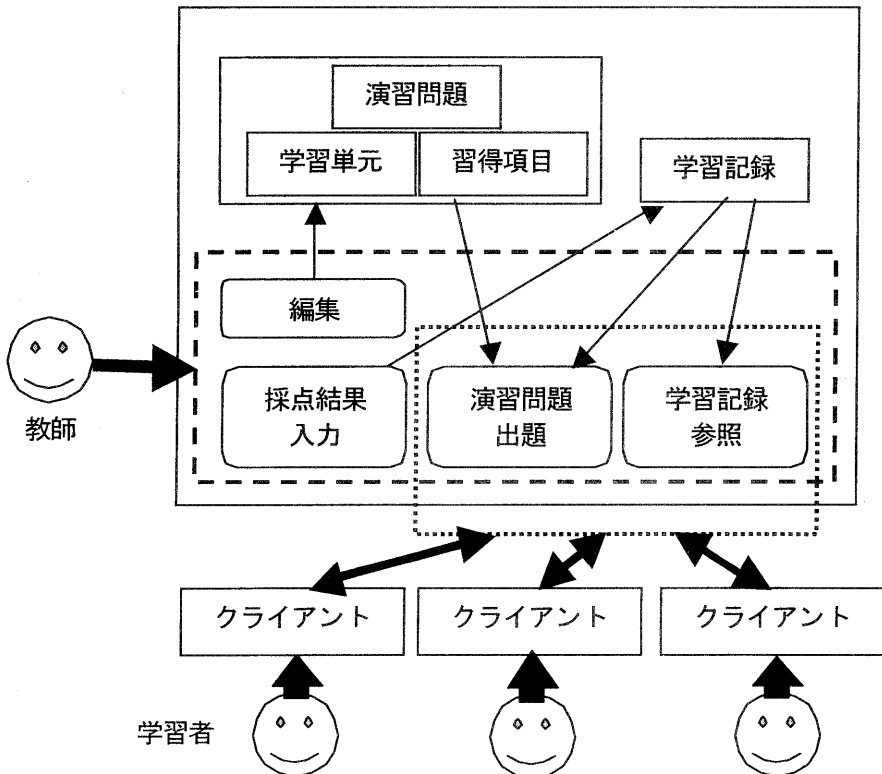 演習問題
学習単元
習得項目
学習記録
編集
採点結果
入力
演習問題
出題
学習記録
参照
教師
クライアント
クライアント
クライアント
学習者